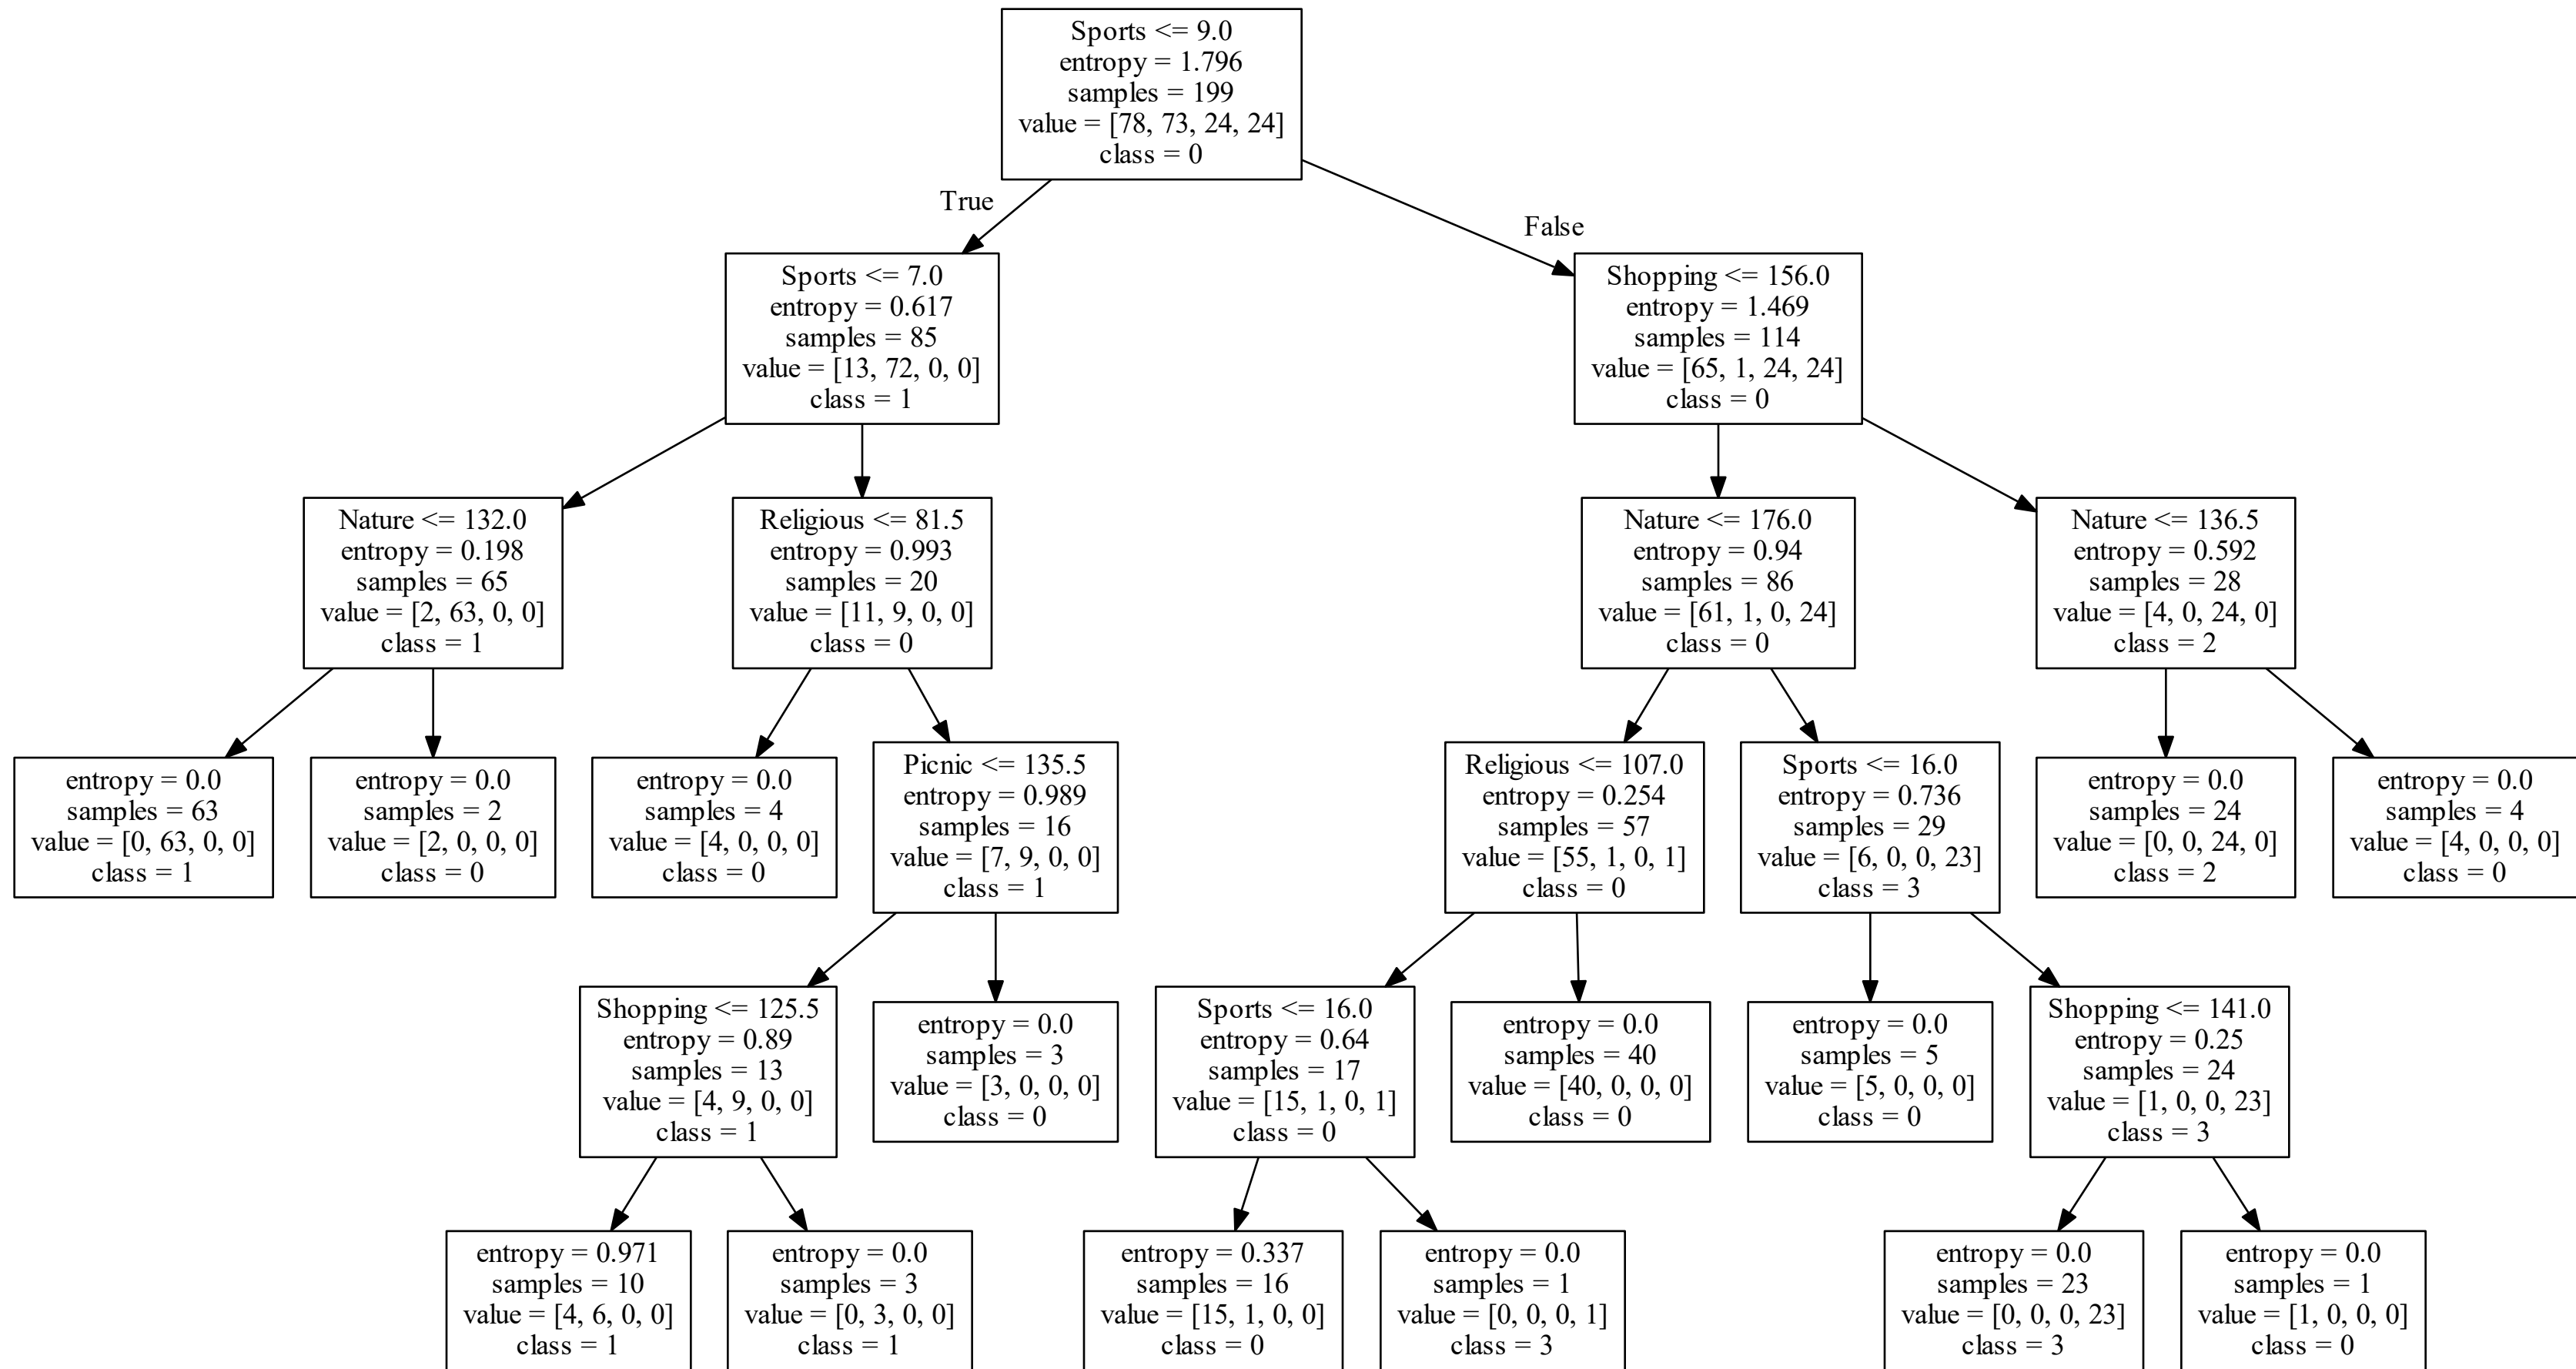 Sports <= 9.0
entropy = 1.796
samples = 199
value = [78, 73, 24, 24]
class = 0
True
False
Sports <= 7.0
entropy = 0.617
samples = 85
value = [13, 72, 0, 0]
class = 1
Shopping <= 156.0
entropy = 1.469
samples = 114
value = [65, 1, 24, 24]
class = 0
Nature <= 132.0
entropy = 0.198
samples = 65
value = [2, 63, 0, 0]
class = 1
Religious <= 81.5
entropy = 0.993
samples = 20
value = [11, 9, 0, 0]
class = 0
Nature <= 176.0
entropy = 0.94
samples = 86
value = [61, 1, 0, 24]
class = 0
Nature <= 136.5
entropy = 0.592
samples = 28
value = [4, 0, 24, 0]
class = 2
entropy = 0.0
samples = 63
value = [0, 63, 0, 0]
class = 1
entropy = 0.0
samples = 2
value = [2, 0, 0, 0]
class = 0
entropy = 0.0
samples = 4
value = [4, 0, 0, 0]
class = 0
Picnic <= 135.5
entropy = 0.989
samples = 16
value = [7, 9, 0, 0]
class = 1
Religious <= 107.0
entropy = 0.254
samples = 57
value = [55, 1, 0, 1]
class = 0
Sports <= 16.0
entropy = 0.736
samples = 29
value = [6, 0, 0, 23]
class = 3
entropy = 0.0
samples = 24
value = [0, 0, 24, 0]
class = 2
entropy = 0.0
samples = 4
value = [4, 0, 0, 0]
class = 0
Shopping <= 125.5
entropy = 0.89
samples = 13
value = [4, 9, 0, 0]
class = 1
entropy = 0.0
samples = 3
value = [3, 0, 0, 0]
class = 0
Sports <= 16.0
entropy = 0.64
samples = 17
value = [15, 1, 0, 1]
class = 0
entropy = 0.0
samples = 40
value = [40, 0, 0, 0]
class = 0
entropy = 0.0
samples = 5
value = [5, 0, 0, 0]
class = 0
Shopping <= 141.0
entropy = 0.25
samples = 24
value = [1, 0, 0, 23]
class = 3
entropy = 0.971
samples = 10
value = [4, 6, 0, 0]
class = 1
entropy = 0.0
samples = 3
value = [0, 3, 0, 0]
class = 1
entropy = 0.337
samples = 16
value = [15, 1, 0, 0]
class = 0
entropy = 0.0
samples = 1
value = [0, 0, 0, 1]
class = 3
entropy = 0.0
samples = 23
value = [0, 0, 0, 23]
class = 3
entropy = 0.0
samples = 1
value = [1, 0, 0, 0]
class = 0